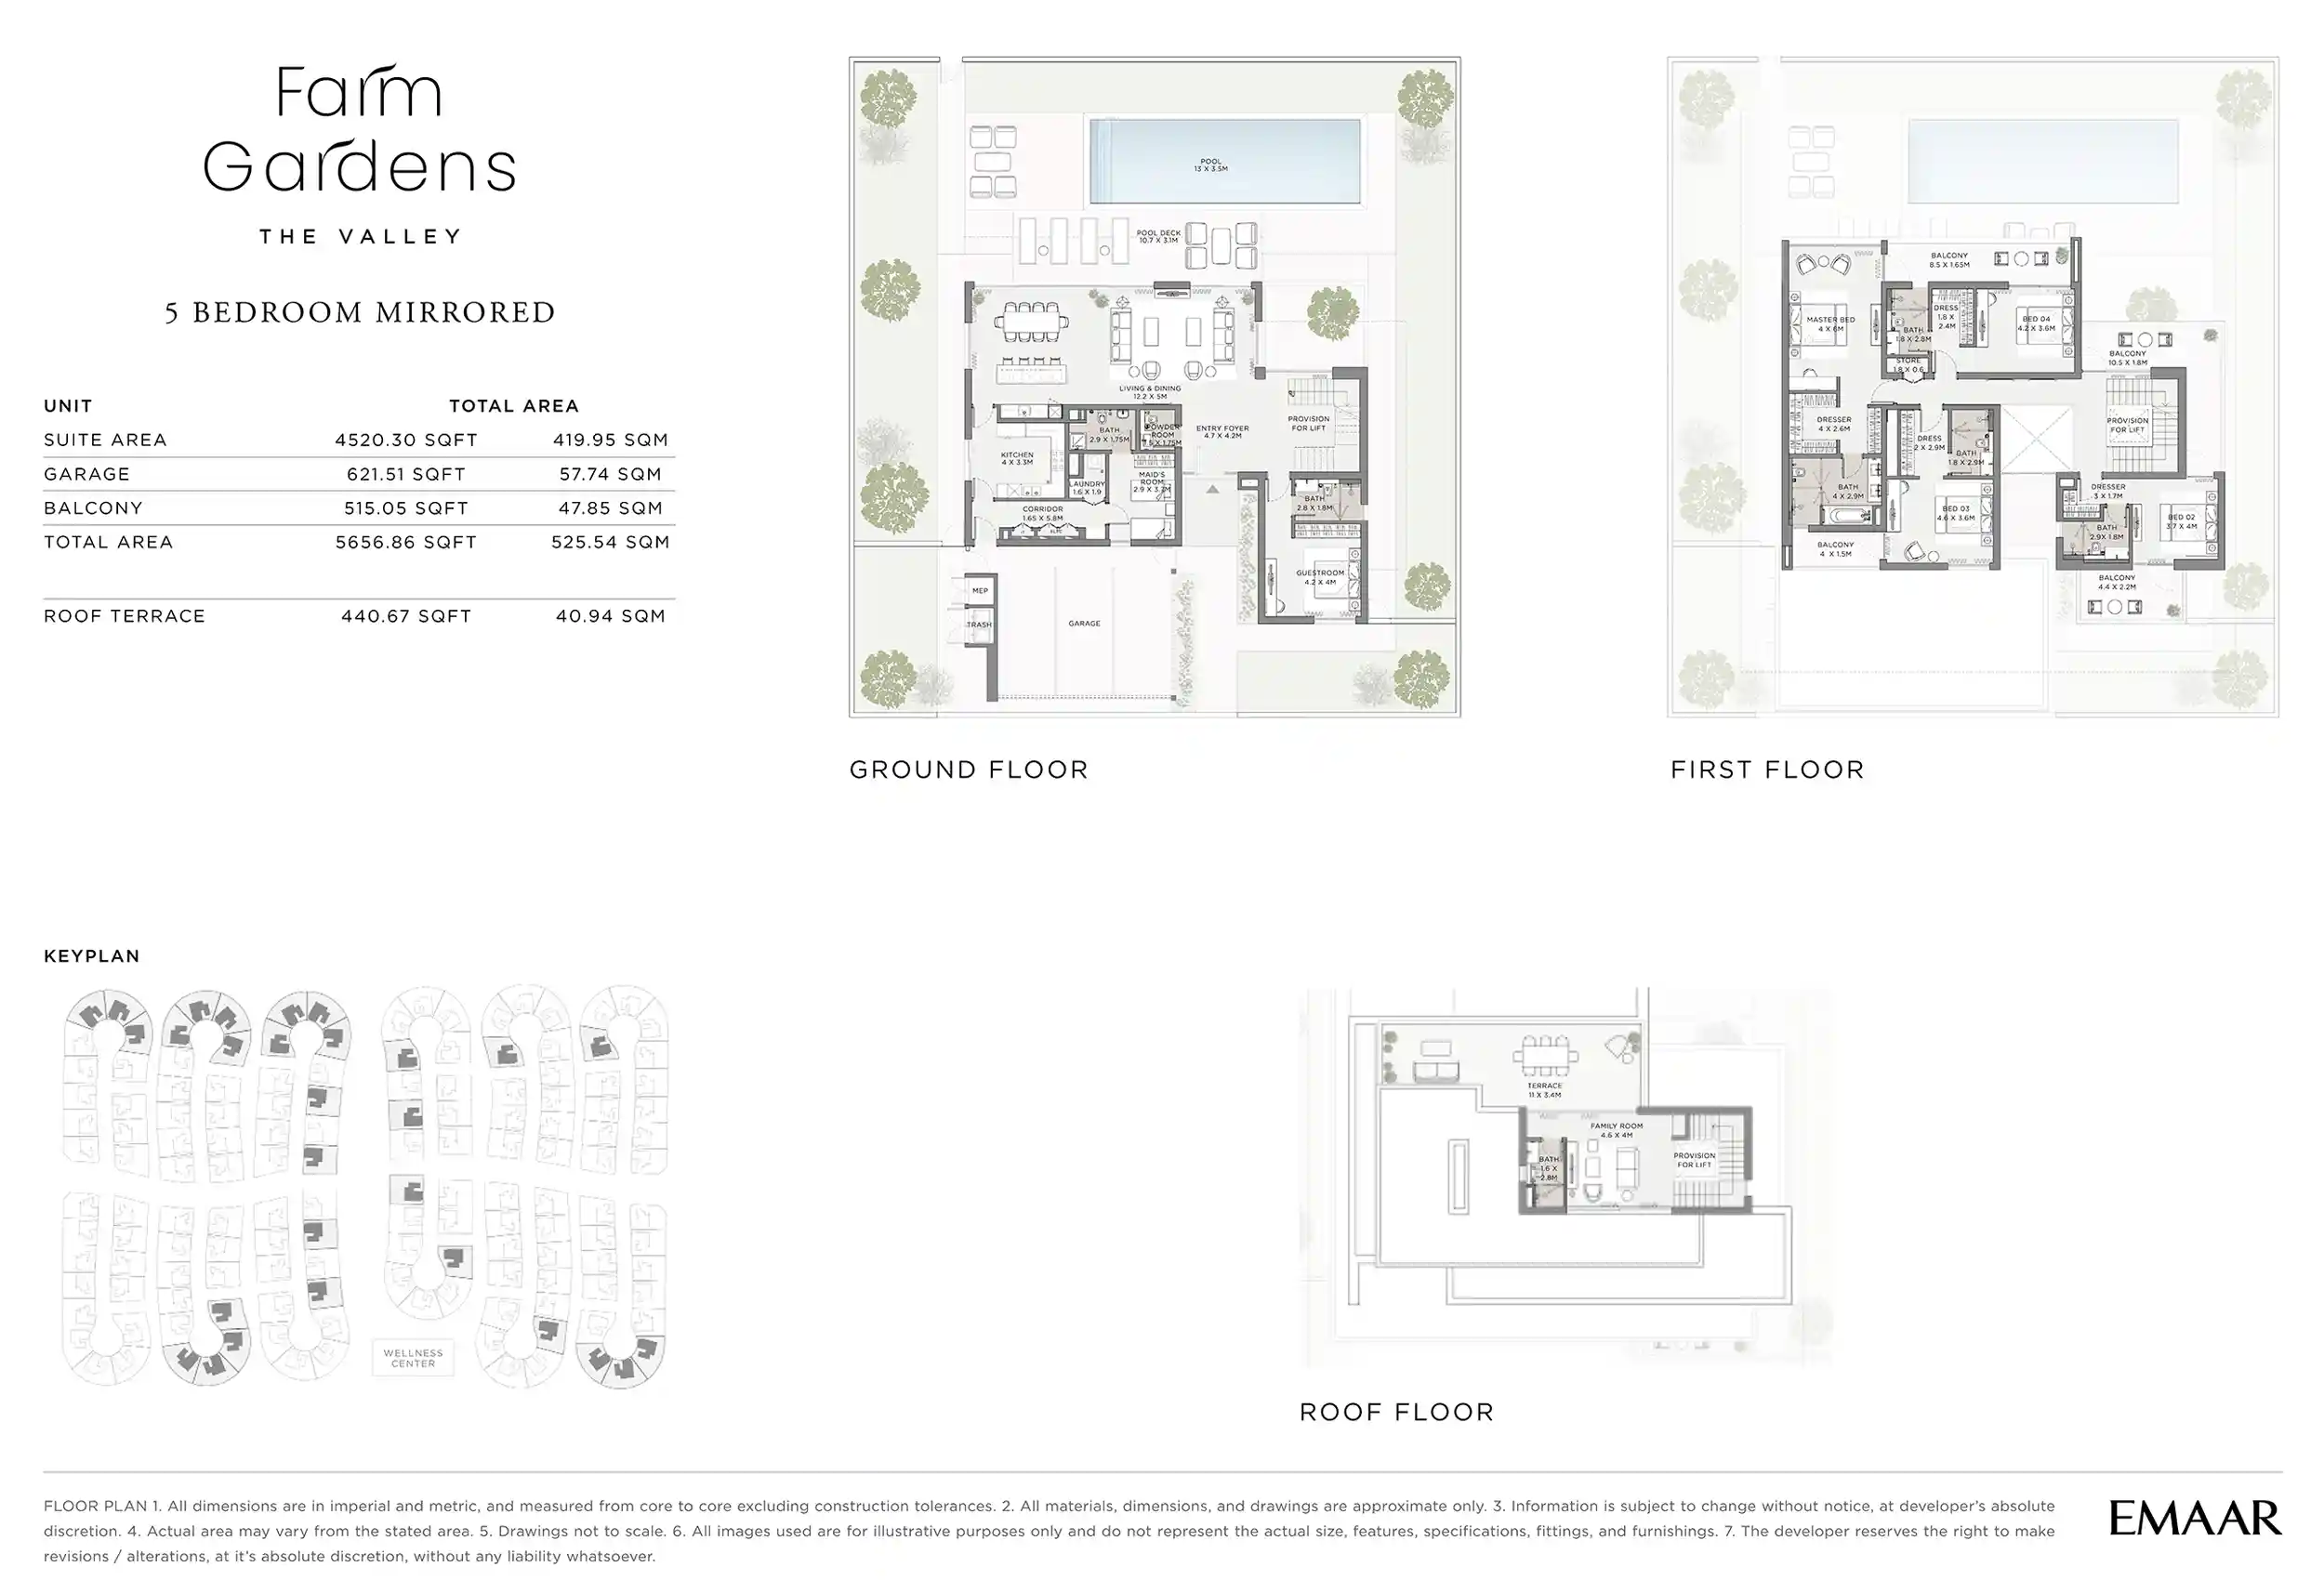 Farm
Gardens
THE VALLEY
5 BEDROOM MIRRORED
UNIT TOTAL AREA
SUITE AREA 4520.30 SQFT 419.95 SQM
GARAGE 621.51 SQFT 57.74 SQM
BALCONY 515.05 SQFT 47.85 SQM
TOTAL AREA 5656.86 SQFT 525.54 SQM
ROOF TERRACE 440.67 SQFT 40.94 SQM
POOL
13 X 3.5M
POOL DECK
10.7 X 3.1M
LIVING & DINING
12.2 X 5M
PROVISION
FOR LIFT
ENTRY FOYER
4.7 X 4.2M
BATH
2.9 X 1.75M
POWDER
ROOM
X 1.75M
KITCHEN
4 X 3.3M
LAUNDRY
1.6 X 1.9
MAID'S
ROOM
2.9 X 3.7M
CORRIDOR
1.65 X 5.8M
BATH
2.8 X 1.8M
GUESTROOM
4.2 X 4M
MEP
TRASH
GARAGE
GROUND FLOOR
BALCONY
8.5 X 1.65M
MASTER BED
4 X 6M
BATH
1.8 X 2.8M
DRESS
1.8 X
2.4M
BED 04
4.2 X 3.6M
STORE
1.8 X 0.6
BALCONY
10.5 X 1.8M
DRESSER
4 X 2.6M
DRESS
2 X 2.9M
BATH
1.8 X 2.9M
PROVISION
FOR LIFT
BATH
4 X 2.9M
BED 03
4.6 X 3.6M
DRESSER
3 X 1.7M
BATH
2.9X 1.8M
BED 02
3.7 X 4M
BALCONY
4 X 1.5M
BALCONY
4.4 X 2.2M
FIRST FLOOR
KEYPLAN
WELLNESS
CENTER
TERRACE
11 X 3.4M
FAMILY ROOM
4.6 X 4M
BATH
1.6 X
2.8M
PROVISION
FOR LIFT
ROOF FLOOR
FLOOR PLAN 1. All dimensions are in imperial and metric, and measured from core to core excluding construction tolerances. 2. All materials, dimensions, and drawings are approximate only. 3. Information is subject to change without notice, at developer's absolute
discretion. 4. Actual area may vary from the stated area. 5. Drawings not to scale. 6. All images used are for illustrative purposes only and do not represent the actual size, features, specifications, fittings, and furnishings. 7. The developer reserves the right to make
revisions / alterations, at it's absolute discretion, without any liability whatsoever.
EMAAR